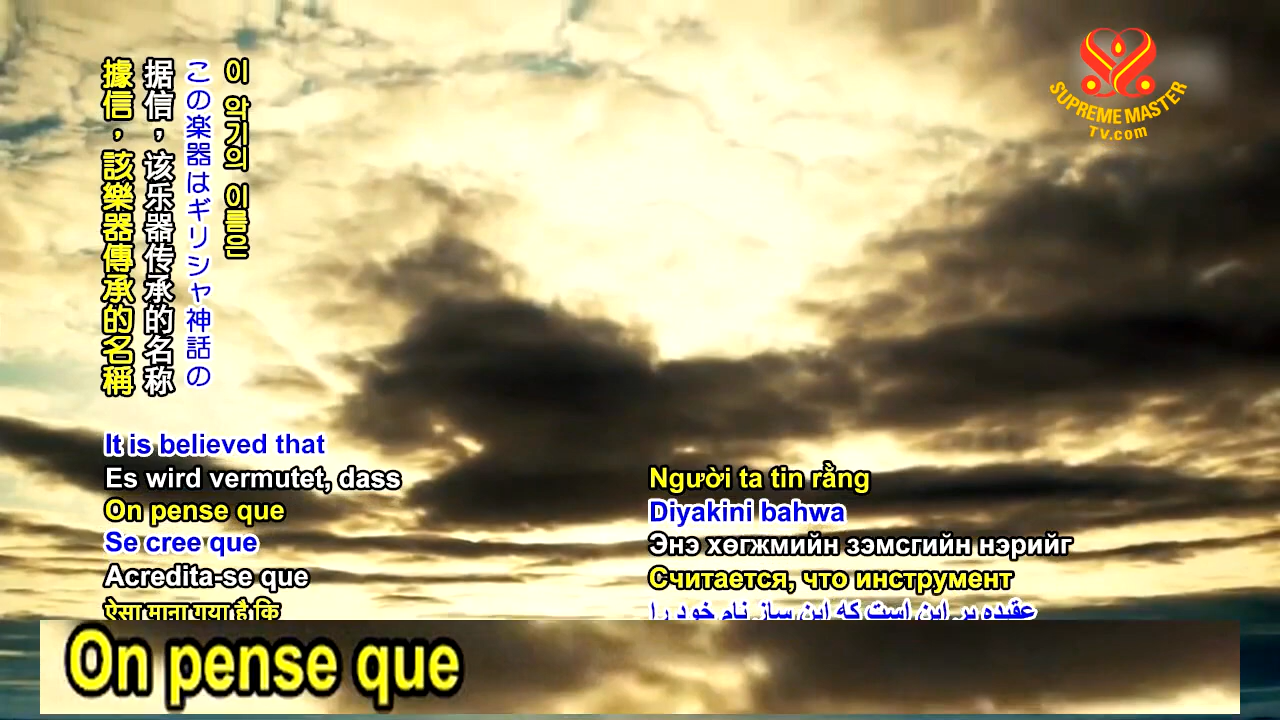 이 악기의 이름인
この楽器はギリシャ神話の
据信，该乐器传承的名称
據信，該樂器傳承的名稱
SUPREME MASTER
TV.com
It is believed that
Es wird vermutet, dass
On pense que
Se cree que
Acredita-se que
ऐसा माना गया है कि
Người ta tin rằng
Diyakini bahwa
Энэ хөгжмийн зэмсгийн нэрийг
Считается, что инструмент
عقیده بر این است که این ساز نام خود را
On pense que